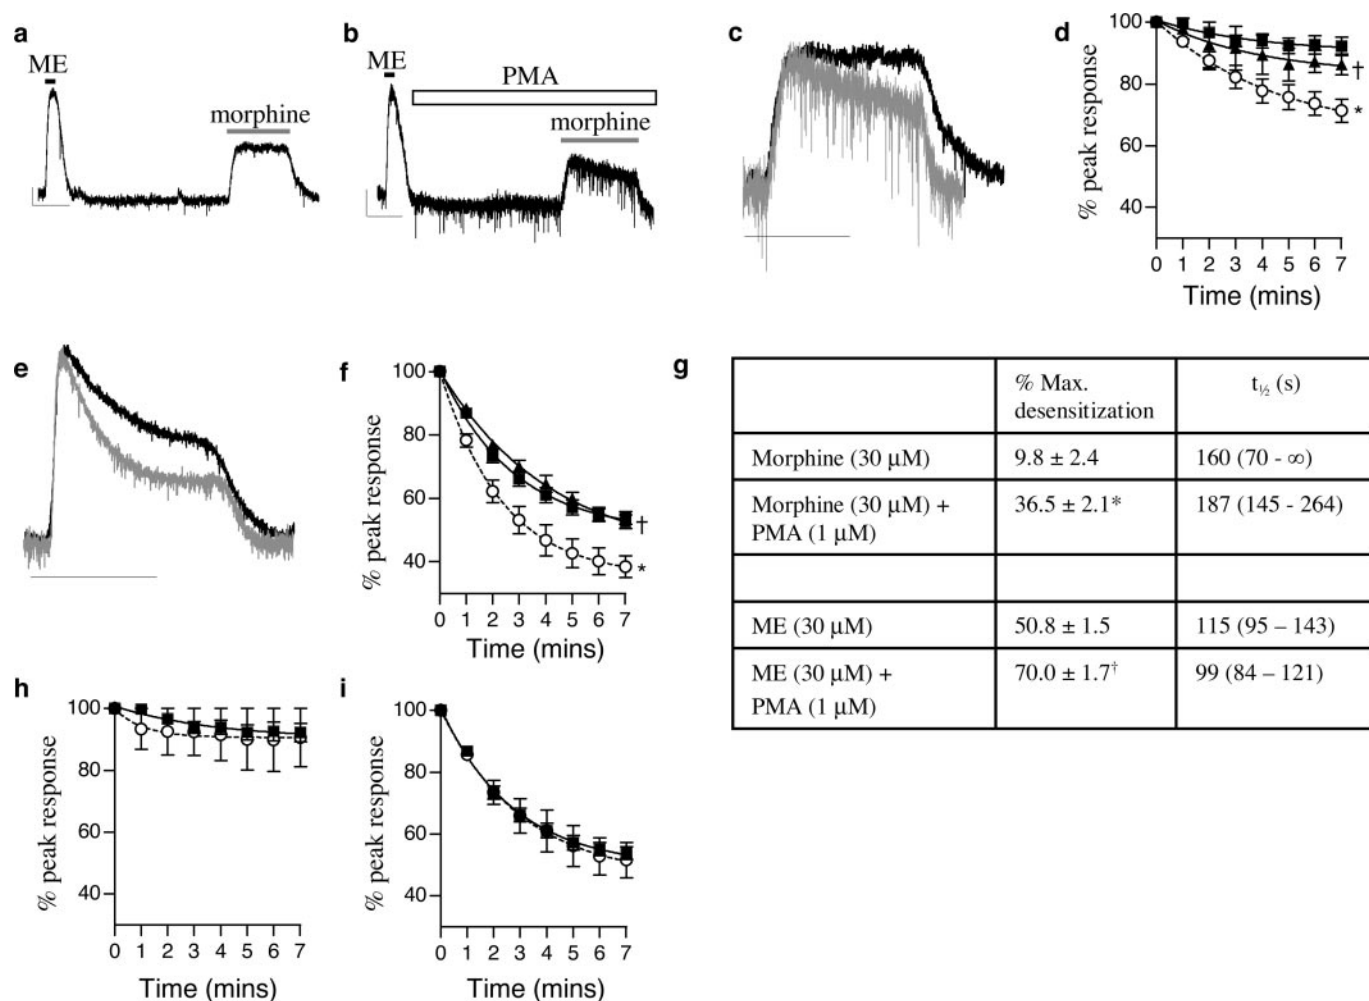 a
ME
morphine
b
ME
PMA
morphine
c
d
% peak response
100
80
60
40
†
*
0 1 2 3 4 5 6 7
Time (mins)
e
f
% peak response
100
80
60
40
†
*
0 1 2 3 4 5 6 7
Time (mins)
g
% Max. desensitization
t½ (s)
Morphine (30 µM)
9.8 ± 2.4
160 (70 - ∞)
Morphine (30 µM) +
PMA (1 µM)
36.5 ± 2.1*
187 (145 - 264)
ME (30 µM)
50.8 ± 1.5
115 (95 – 143)
ME (30 µM) +
PMA (1 µM)
70.0 ± 1.7†
99 (84 – 121)
h
% peak response
100
80
60
40
0 1 2 3 4 5 6 7
Time (mins)
i
% peak response
100
80
60
40
0 1 2 3 4 5 6 7
Time (mins)